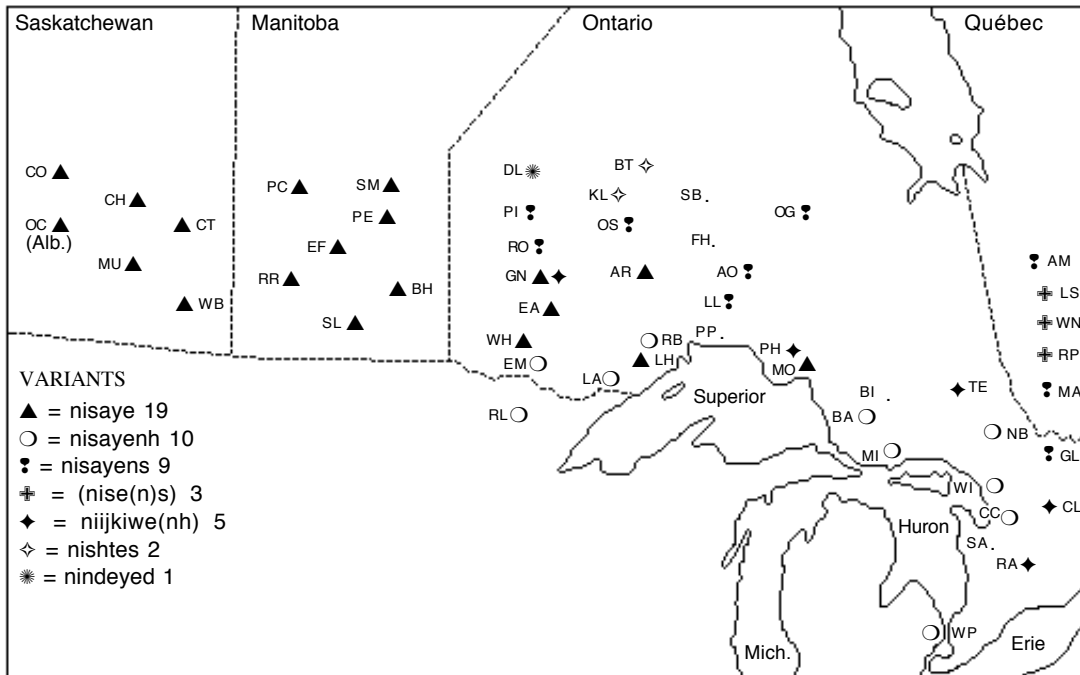 Saskatchewan Manitoba Ontario Québec
CO
CH
OC
(Alb.)
CT
MU
WB
PC
SM
PE
EF
RR
BH
SL
DL
BT
KL
SB
PI
OS
OG
RO
FH
GN
AR
AO
EA
LL
WH
RB
PP
EM
LH
PH
MO
LA
RL
AM
LS
WN
RP
MA
BI
TE
BA
NB
MI
GL
WI
CC
CL
SA
RA
WP
Superior
Huron
Mich.
Erie
VARIANTS
▲ = nisaye 19
❍ = nisayenh 10
❢ = nisayens 9
✙ = (nise(n)s) 3
✦ = niijkiwe(nh) 5
✧ = nishtes 2
✺ = nindeyed 1